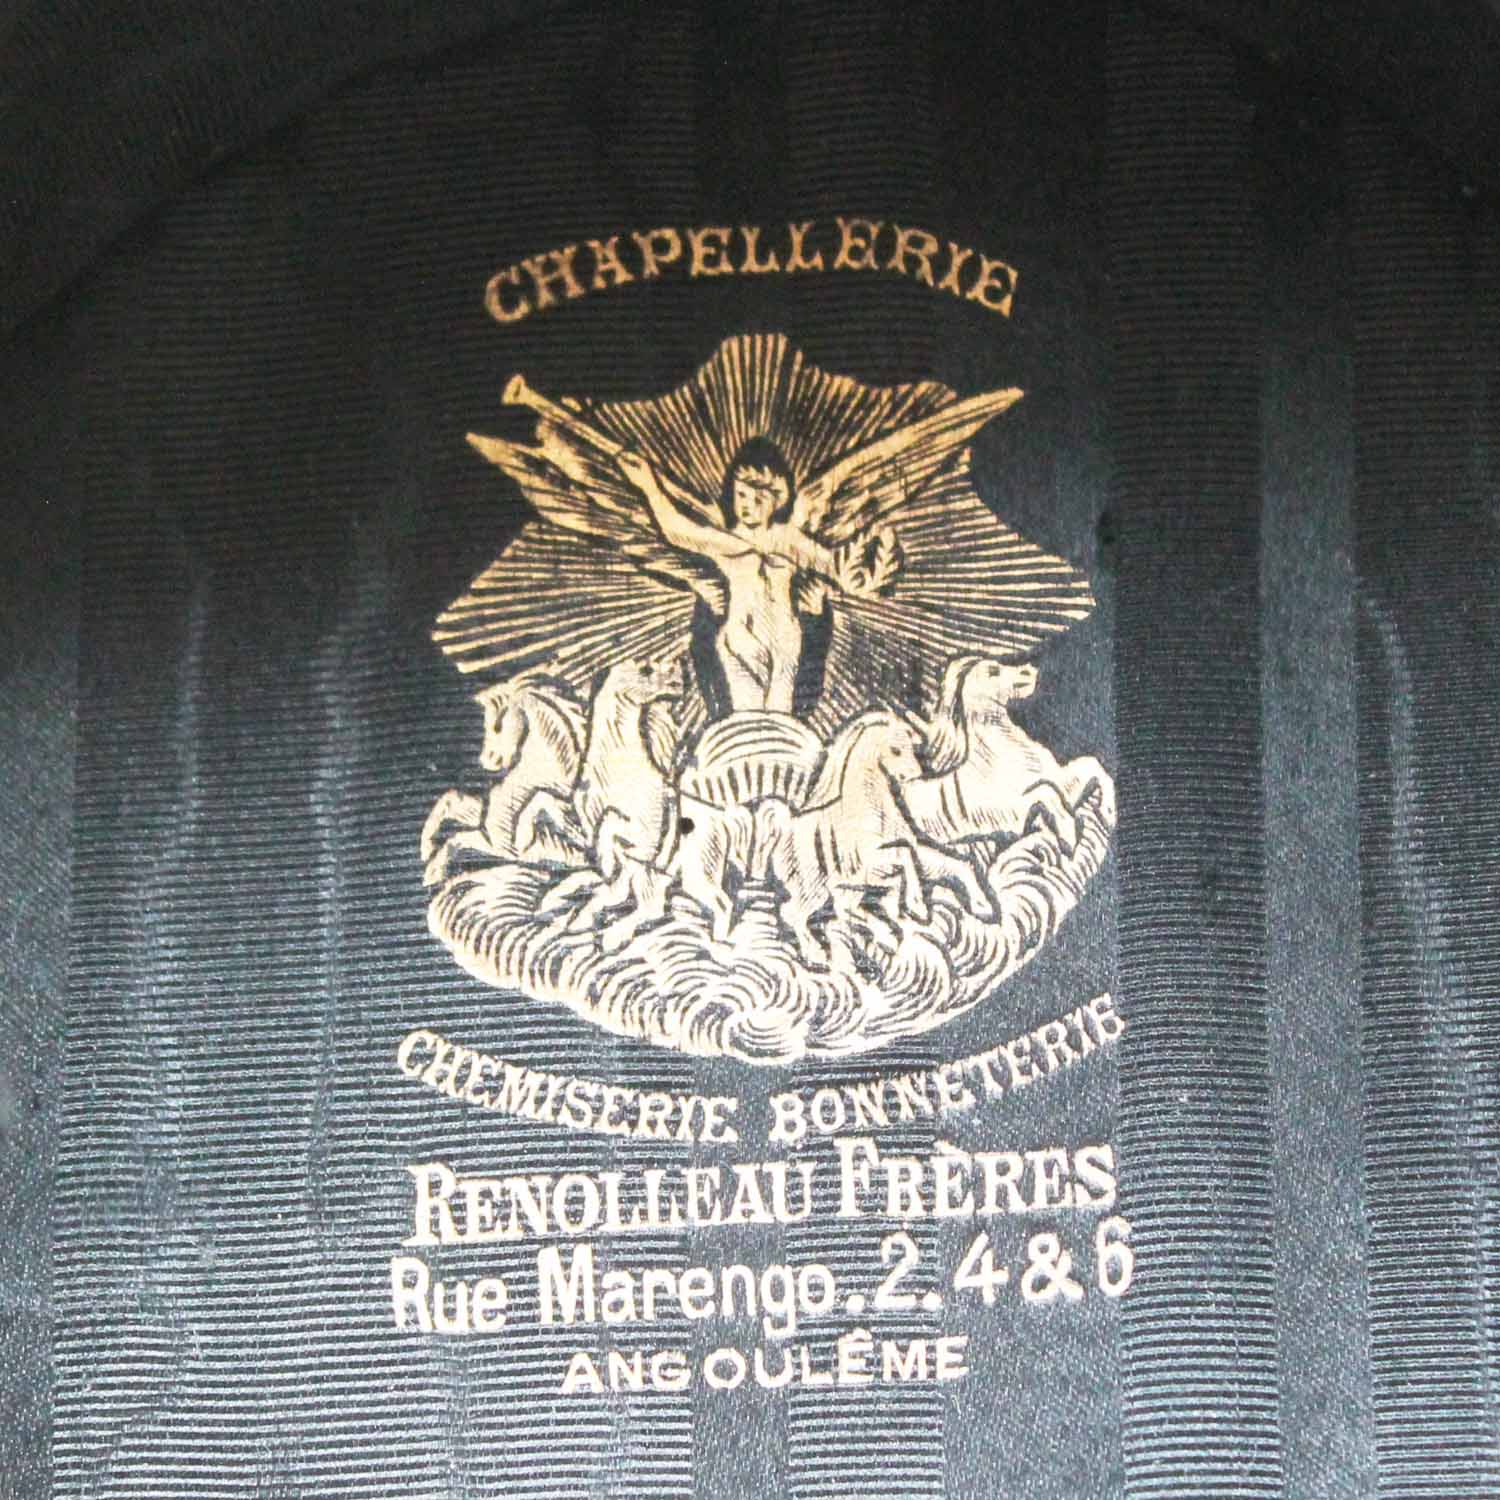 CHAPELLERIE
CHEMISERIE BONNETERIE
RENOLLEAU FRÈRES
Rue Marengo.2.4&6
ANGOULÊME